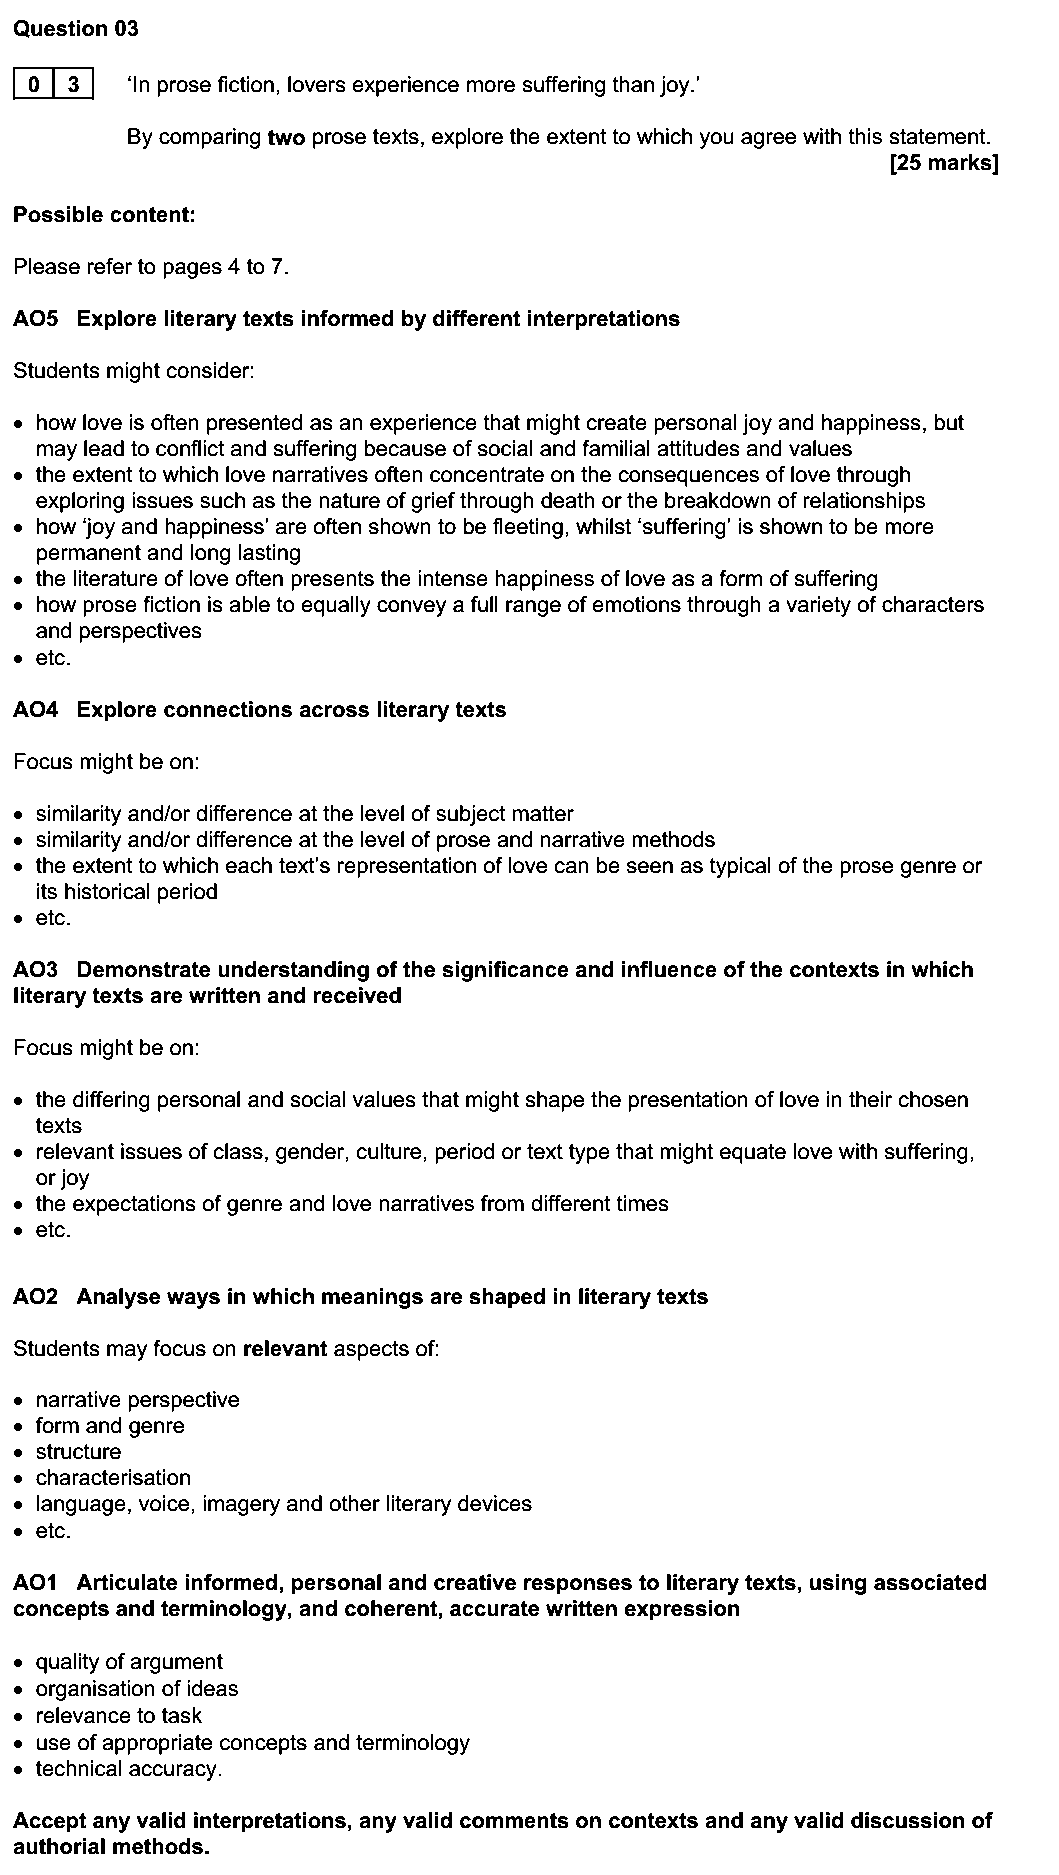 Question 03
0 3 ‘In prose fiction, lovers experience more suffering than joy.’
By comparing two prose texts, explore the extent to which you agree with this statement.
[25 marks]
Possible content:
Please refer to pages 4 to 7.
AO5 Explore literary texts informed by different interpretations
Students might consider:
• how love is often presented as an experience that might create personal joy and happiness, but
may lead to conflict and suffering because of social and familial attitudes and values
• the extent to which love narratives often concentrate on the consequences of love through
exploring issues such as the nature of grief through death or the breakdown of relationships
• how ‘joy and happiness’ are often shown to be fleeting, whilst ‘suffering’ is shown to be more
permanent and long lasting
• the literature of love often presents the intense happiness of love as a form of suffering
• how prose fiction is able to equally convey a full range of emotions through a variety of characters
and perspectives
• etc.
AO4 Explore connections across literary texts
Focus might be on:
• similarity and/or difference at the level of subject matter
• similarity and/or difference at the level of prose and narrative methods
• the extent to which each text’s representation of love can be seen as typical of the prose genre or
its historical period
• etc.
AO3 Demonstrate understanding of the significance and influence of the contexts in which
literary texts are written and received
Focus might be on:
• the differing personal and social values that might shape the presentation of love in their chosen
texts
• relevant issues of class, gender, culture, period or text type that might equate love with suffering,
or joy
• the expectations of genre and love narratives from different times
• etc.
AO2 Analyse ways in which meanings are shaped in literary texts
Students may focus on relevant aspects of:
• narrative perspective
• form and genre
• structure
• characterisation
• language, voice, imagery and other literary devices
• etc.
AO1 Articulate informed, personal and creative responses to literary texts, using associated
concepts and terminology, and coherent, accurate written expression
• quality of argument
• organisation of ideas
• relevance to task
• use of appropriate concepts and terminology
• technical accuracy.
Accept any valid interpretations, any valid comments on contexts and any valid discussion of
authorial methods.